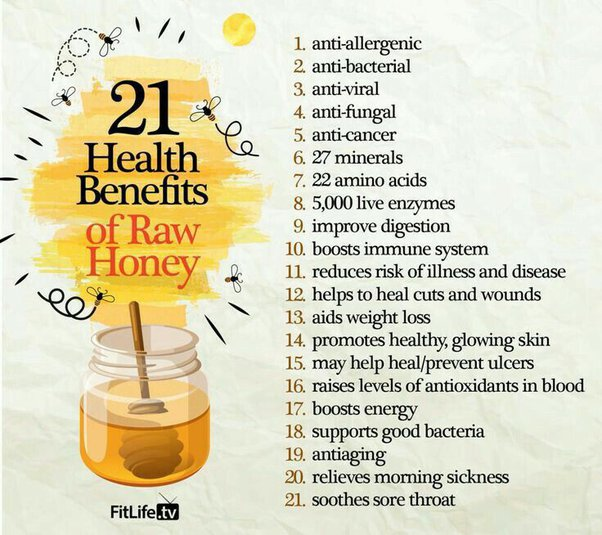 21
Health
Benefits
of Raw
Honey
1. anti-allergenic
2. anti-bacterial
3. anti-viral
4. anti-fungal
5. anti-cancer
6. 27 minerals
7. 22 amino acids
8. 5,000 live enzymes
9. improve digestion
10. boosts immune system
11. reduces risk of illness and disease
12. helps to heal cuts and wounds
13. aids weight loss
14. promotes healthy, glowing skin
15. may help heal/prevent ulcers
16. raises levels of antioxidants in blood
17. boosts energy
18. supports good bacteria
19. antiaging
20. relieves morning sickness
21. soothes sore throat
FitLife.tv